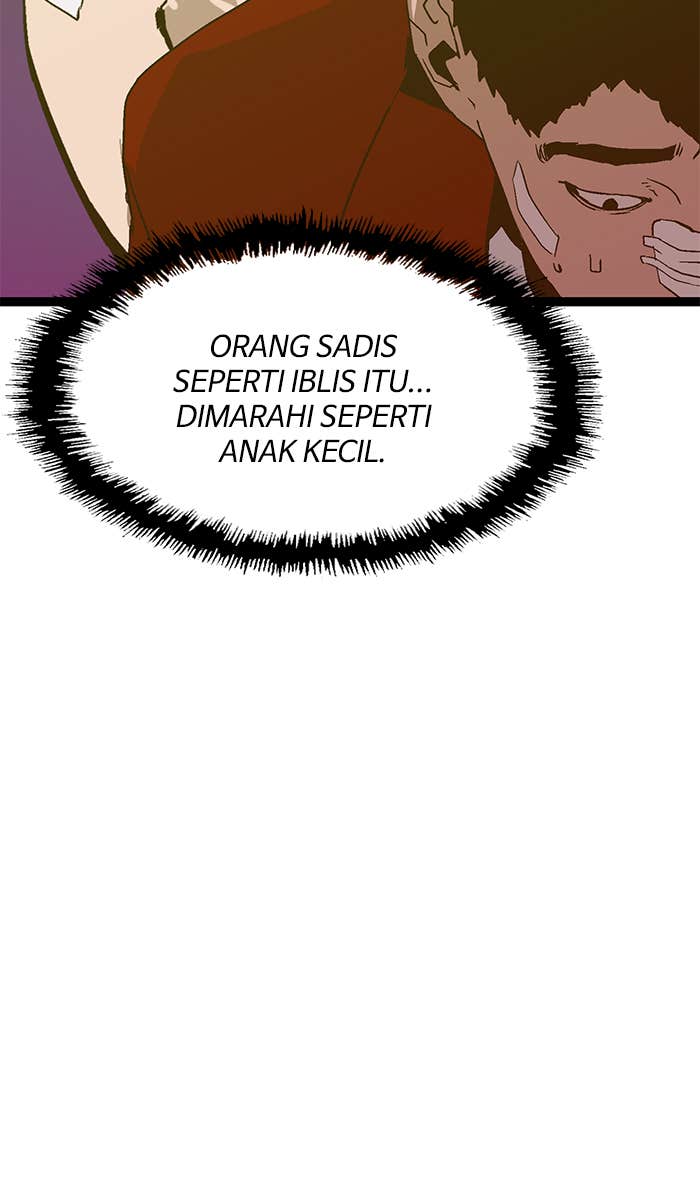 ORANG SADIS
SEPERTI IBLIS ITU...
DIMARAHI SEPERTI
ANAK KECIL.